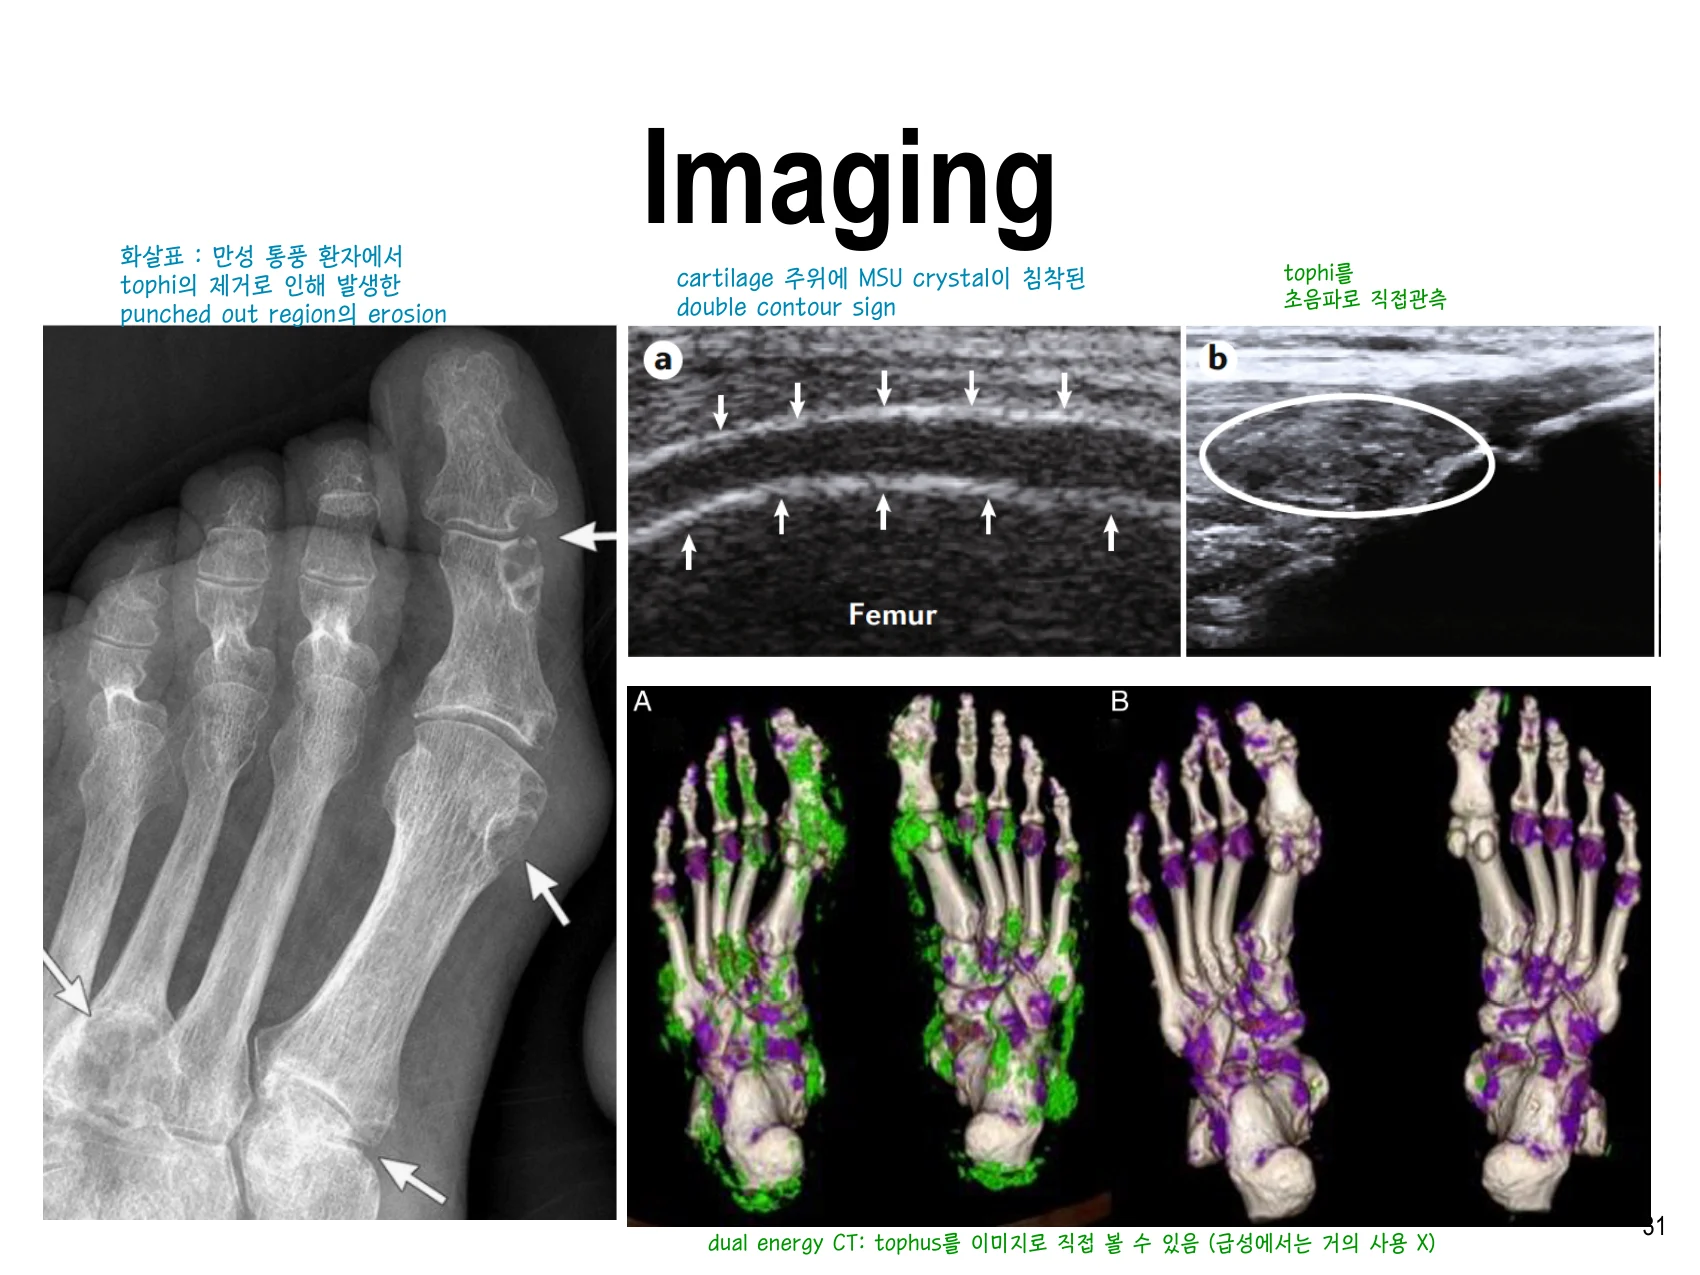 Imaging
화살표 : 만성 통풍 환자에서
tophi의 제거로 인해 발생한
punched out region의 erosion
cartilage 주위에 MSU crystal이 침착된
double contour sign
tophi를
초음파로 직접관측
a
b
Femur
A
B
dual energy CT: tophus를 이미지로 직접 볼 수 있음 (급성에서는 거의 사용 X)
31